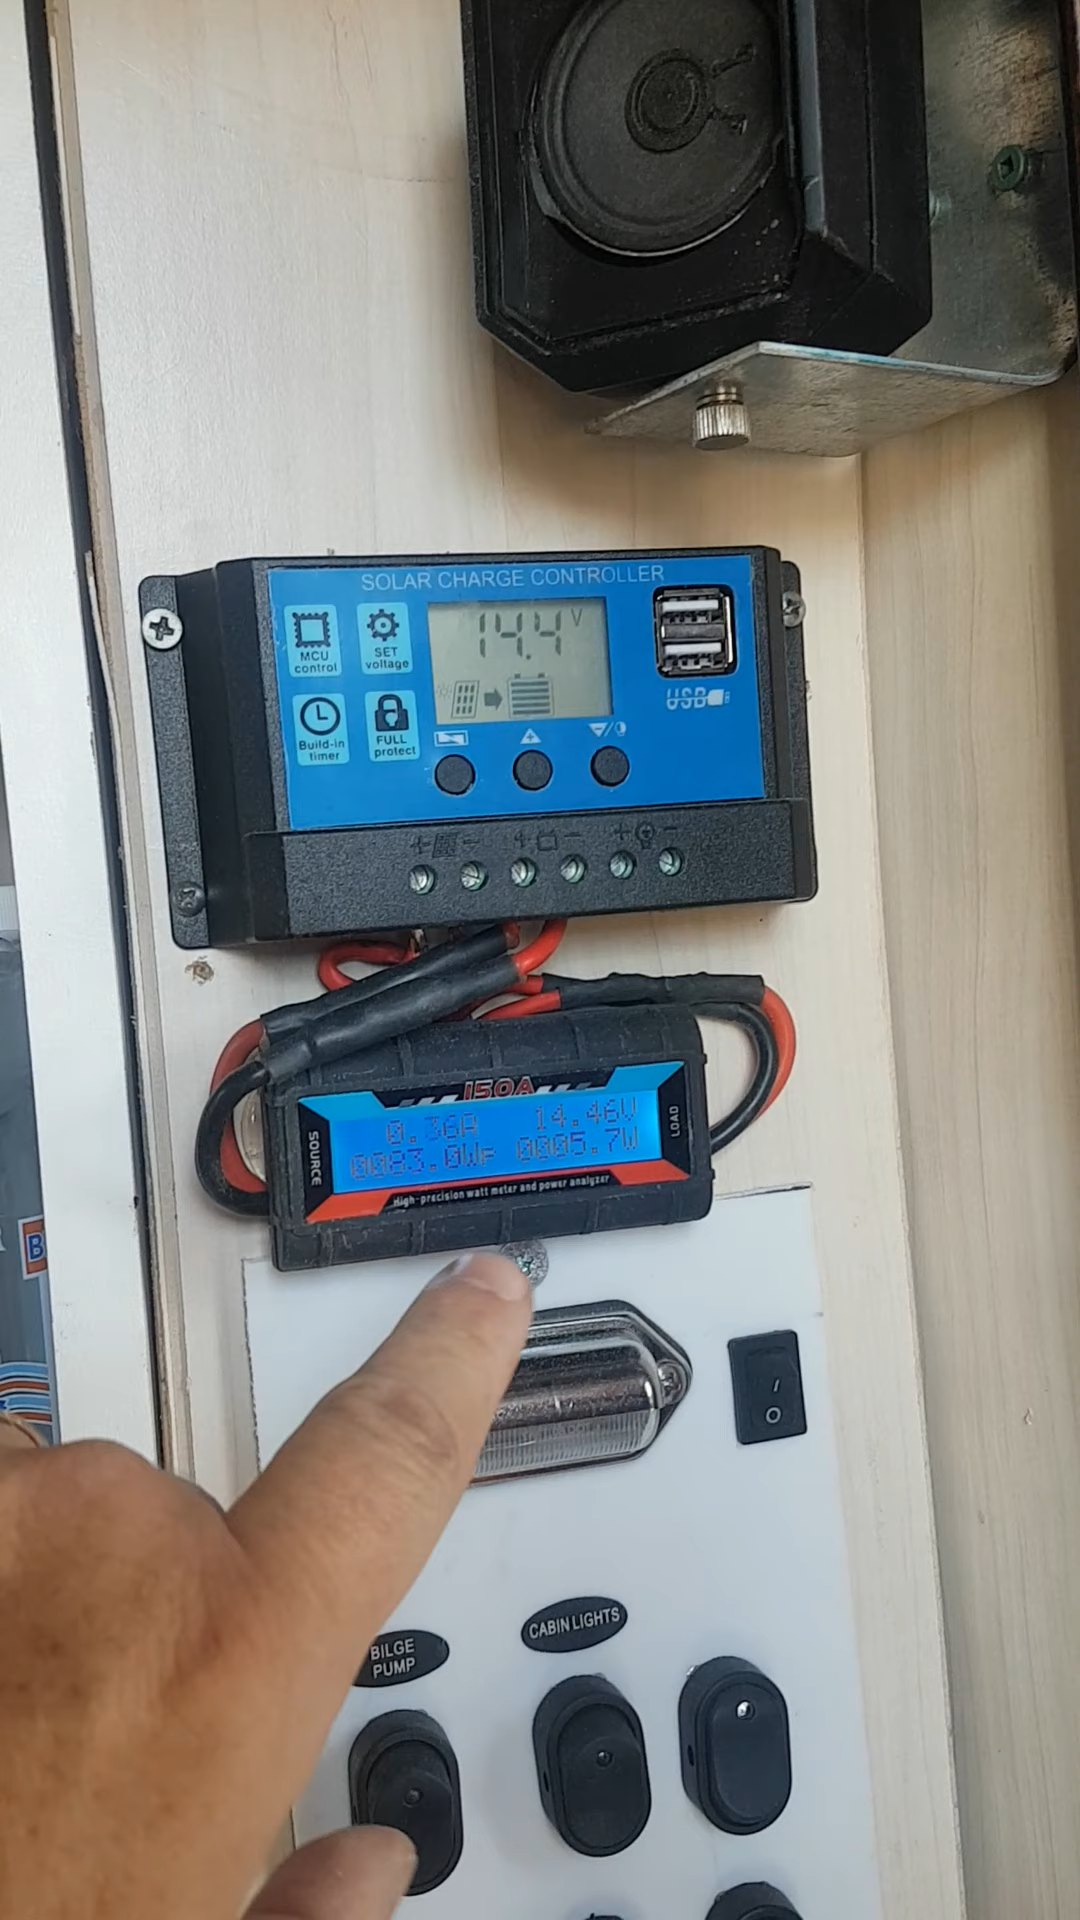 SOLAR CHARGE CONTROLLER
MCU
control
SET
voltage
14.4 V
USB
Build-in
timer
FULL
protect
150A
SOURCE
0.36A 14.46V
0083.0Wp 0005.7W
LOAD
High-precision watt meter and power analyzer
B
CABIN LIGHTS
BILGE
PUMP